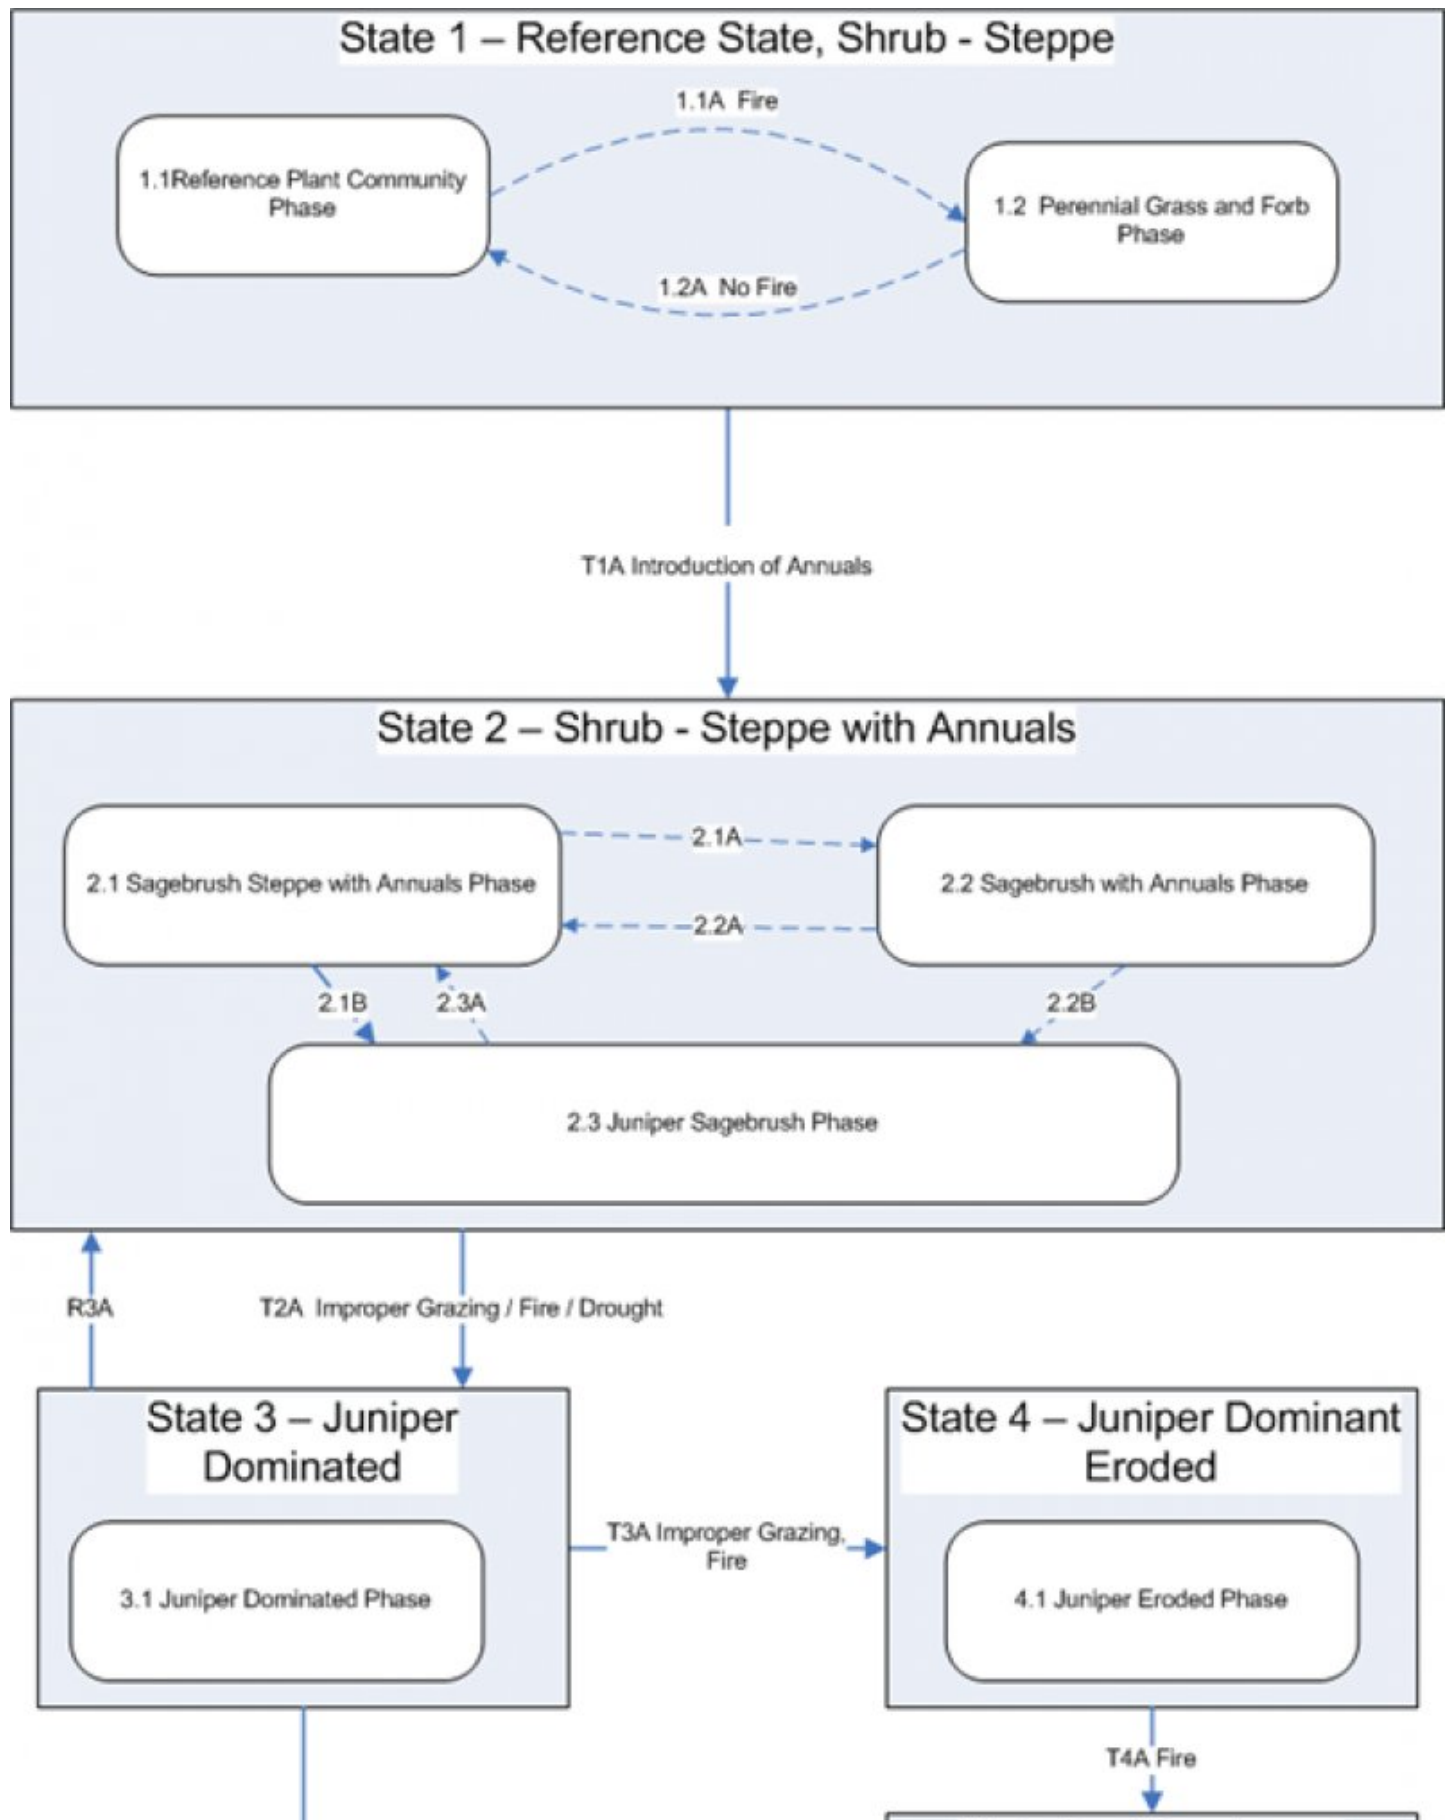 State 1 – Reference State, Shrub - Steppe
1.1A Fire
1.1Reference Plant Community
Phase
1.2 Perennial Grass and Forb
Phase
1.2A No Fire
T1A Introduction of Annuals
State 2 – Shrub - Steppe with Annuals
2.1A
2.1 Sagebrush Steppe with Annuals Phase
2.2 Sagebrush with Annuals Phase
2.2A
2.1B
2.3A
2.2B
2.3 Juniper Sagebrush Phase
R3A
T2A Improper Grazing / Fire / Drought
State 3 – Juniper
Dominated
3.1 Juniper Dominated Phase
T3A Improper Grazing,
Fire
State 4 – Juniper Dominant
Eroded
4.1 Juniper Eroded Phase
T4A Fire